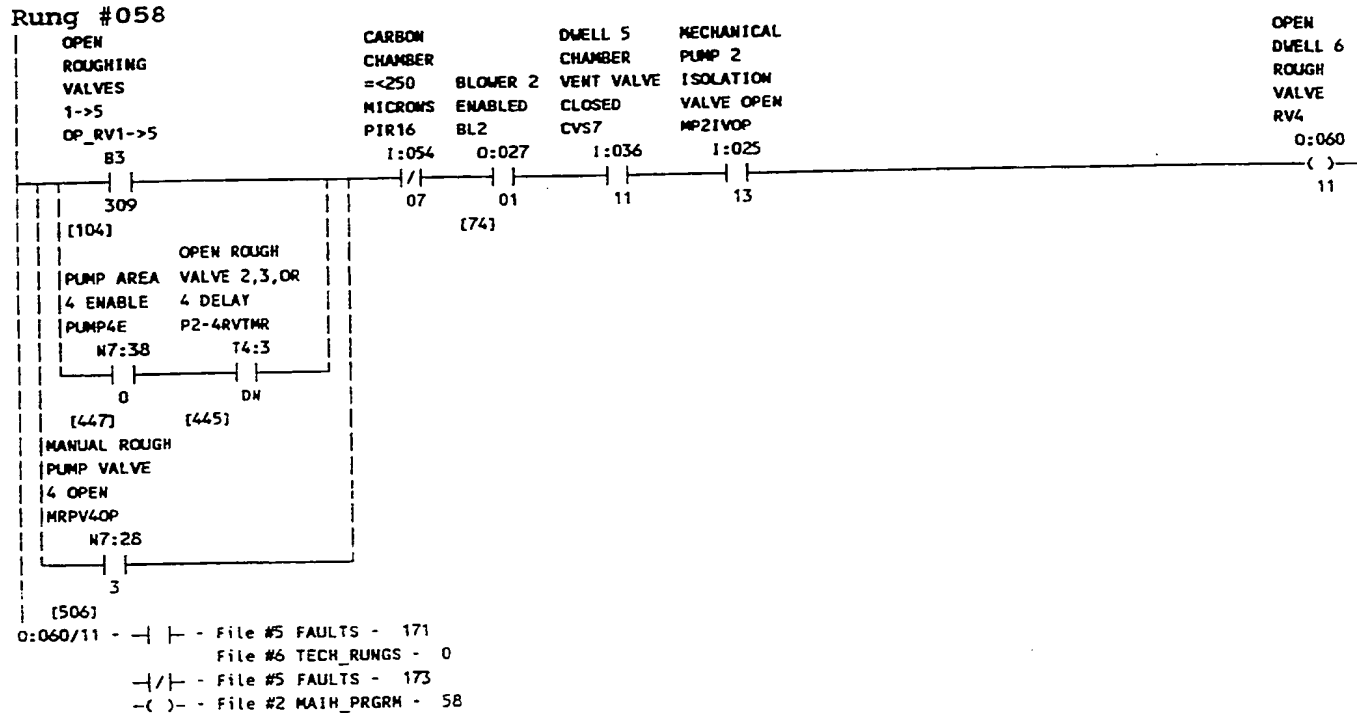 Rung #058
OPEN ROUGHING VALVES 1->5 OP_RV1->5
B3
309
[104]
CARBON CHAMBER =<250 MICRONS PIR16
I:054
07
BLOWER 2 ENABLED BL2
O:027
01
[74]
DWELL 5 CHAMBER VENT VALVE CLOSED CVS7
I:036
11
MECHANICAL PUMP 2 ISOLATION VALVE OPEN MP2IVOP
I:025
13
OPEN DWELL 6 ROUGH VALVE RV4
O:060
11
PUMP AREA 4 ENABLE PUMP4E
N7:38
0
[447]
OPEN ROUGH VALVE 2,3,OR 4 DELAY P2-4RVTMR
T4:3
DN
[445]
MANUAL ROUGH PUMP VALVE 4 OPEN MRPV4OP
N7:28
3
[506]
O:060/11 - -| |- - File #5 FAULTS - 171
File #6 TECH_RUNGS - 0
-|/|- - File #5 FAULTS - 173
-( )- - File #2 MAIN_PRGRM - 58